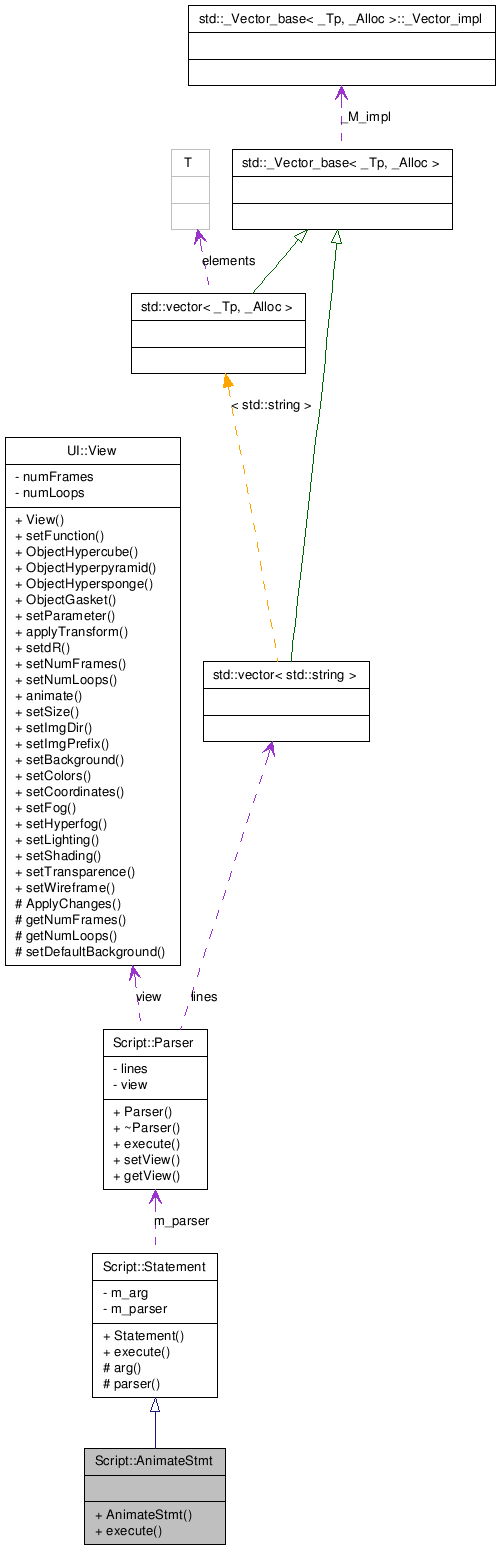 std::_Vector_base< _Tp, _Alloc >::_Vector_impl
_M_impl
T
std::_Vector_base< _Tp, _Alloc >
elements
std::vector< _Tp, _Alloc >
< std::string >
UI::View
- numFrames
- numLoops
+ View()
+ setFunction()
+ ObjectHypercube()
+ ObjectHyperpyramid()
+ ObjectHypersponge()
+ ObjectGasket()
+ setParameter()
+ applyTransform()
+ setdR()
+ setNumFrames()
+ setNumLoops()
+ animate()
+ setSize()
+ setImgDir()
+ setImgPrefix()
+ setBackground()
+ setColors()
+ setCoordinates()
+ setFog()
+ setHyperfog()
+ setLighting()
+ setShading()
+ setTransparence()
+ setWireframe()
# ApplyChanges()
# getNumFrames()
# getNumLoops()
# setDefaultBackground()
std::vector< std::string >
view
lines
Script::Parser
- lines
- view
+ Parser()
+ ~Parser()
+ execute()
+ setView()
+ getView()
m_parser
Script::Statement
- m_arg
- m_parser
+ Statement()
+ execute()
# arg()
# parser()
Script::AnimateStmt
+ AnimateStmt()
+ execute()